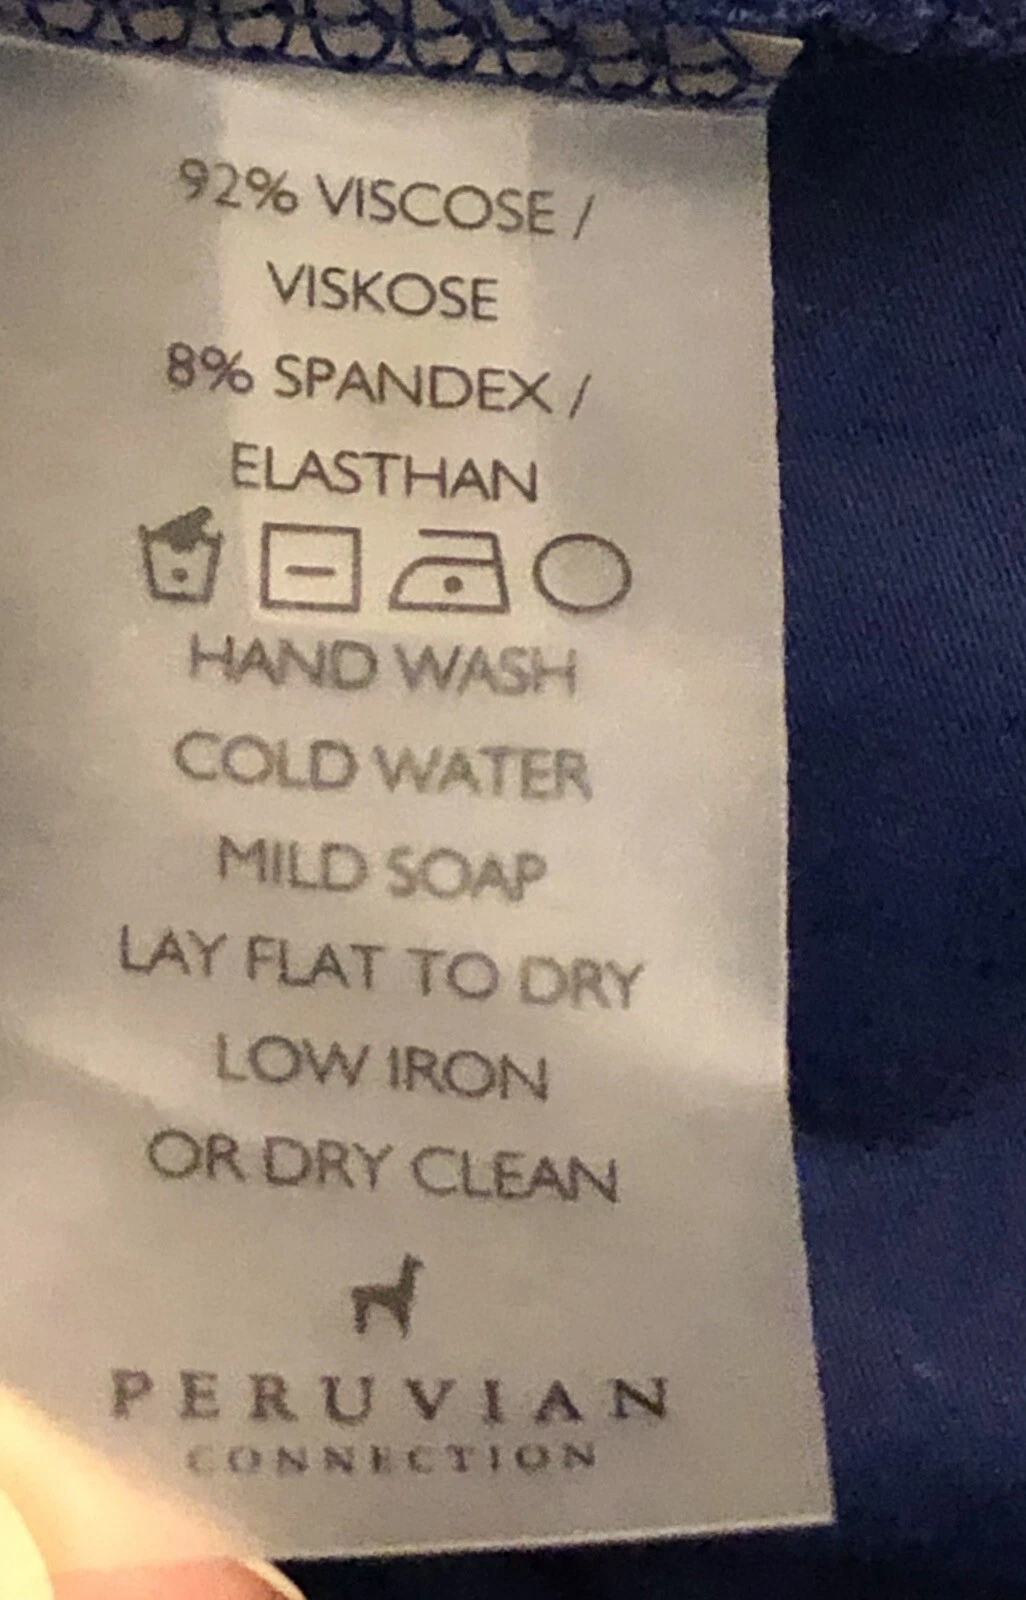 92% VISCOSE /
VISKOSE
8% SPANDEX /
ELASTHAN
HAND WASH
COLD WATER
MILD SOAP
LAY FLAT TO DRY
LOW IRON
OR DRY CLEAN
PERUVIAN
CONNECTION